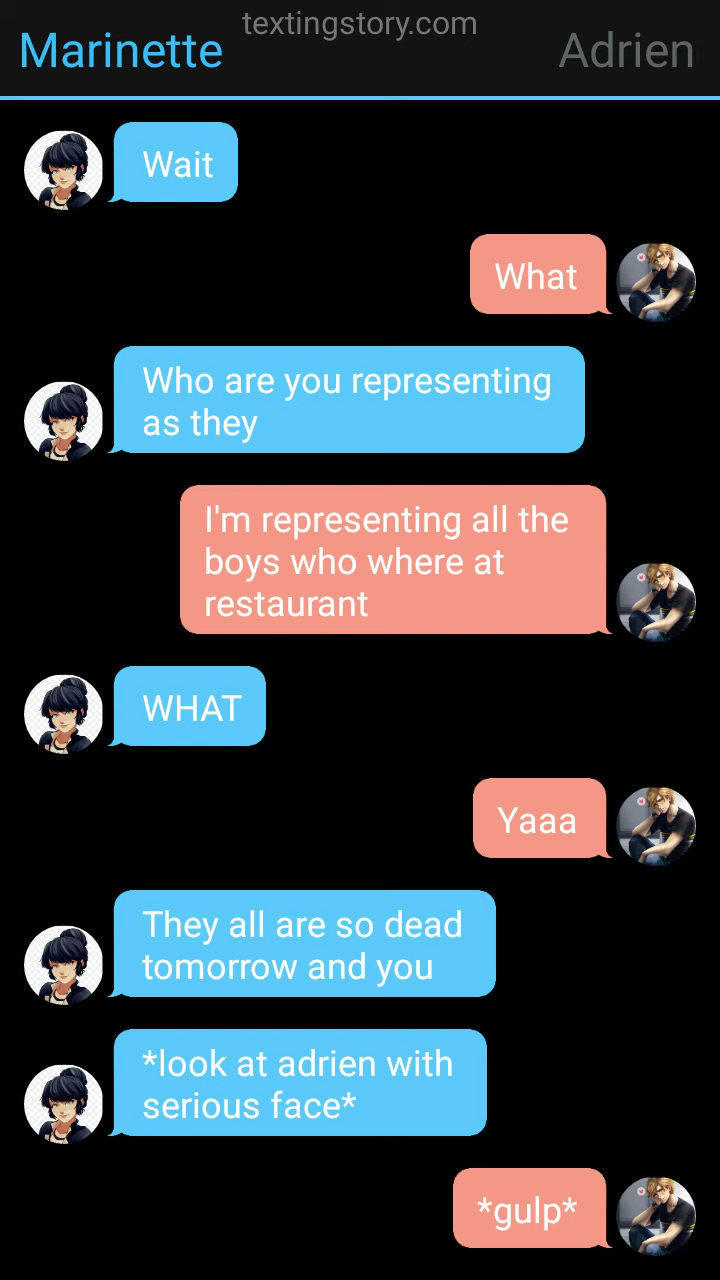 textingstory.com
Marinette
Adrien
Wait
What
Who are you representing
as they
I'm representing all the
boys who where at
restaurant
WHAT
Yaaa
They all are so dead
tomorrow and you
*look at adrien with
serious face*
*gulp*